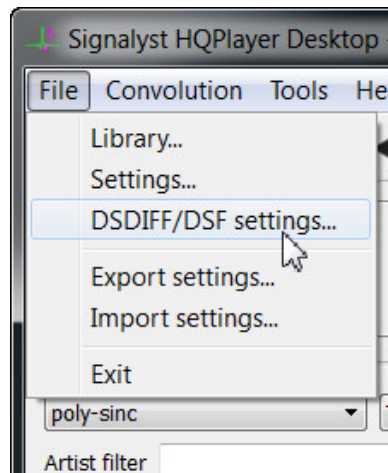 Signalyst HQPlayer Desktop
File Convolution Tools He
Library...
Settings...
DSDIFF/DSF settings...
Export settings...
Import settings...
Exit
poly-sinc
Artist filter